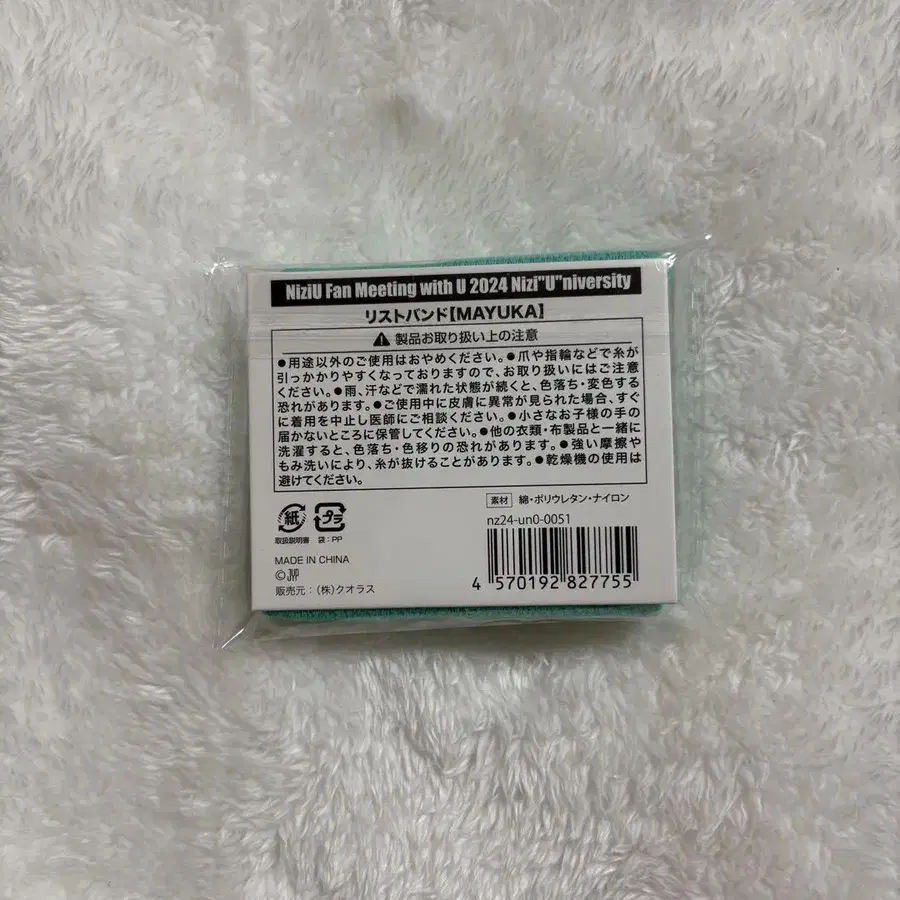 NiziU Fan Meeting with U 2024 Nizi"U"niversity
リストバンド【MAYUKA】
製品お取り扱い上の注意
●用途以外のご使用はおやめください。●爪や指輪などで糸が
引っかかりやすくなっておりますので、お取り扱いにはご注意
ください。●雨、汗などで濡れた状態が続くと、色落ち・変色する
恐れがあります。●ご使用中に皮膚に異常が見られた場合、すぐ
に着用を中止し医師にご相談ください。●小さなお子様の手の
届かないところに保管してください。●他の衣類・布製品と一緒に
洗濯すると、色落ち・色移りの恐れがあります。●強い摩擦や
もみ洗いにより、糸が抜けることがあります。●乾燥機の使用は
避けてください。
素材 綿・ポリウレタン・ナイロン
紙 プラ
取扱説明書 袋:PP
nz24-un0-0051
MADE IN CHINA
©JYP
販売元:(株)クオラス
4 570192 827755